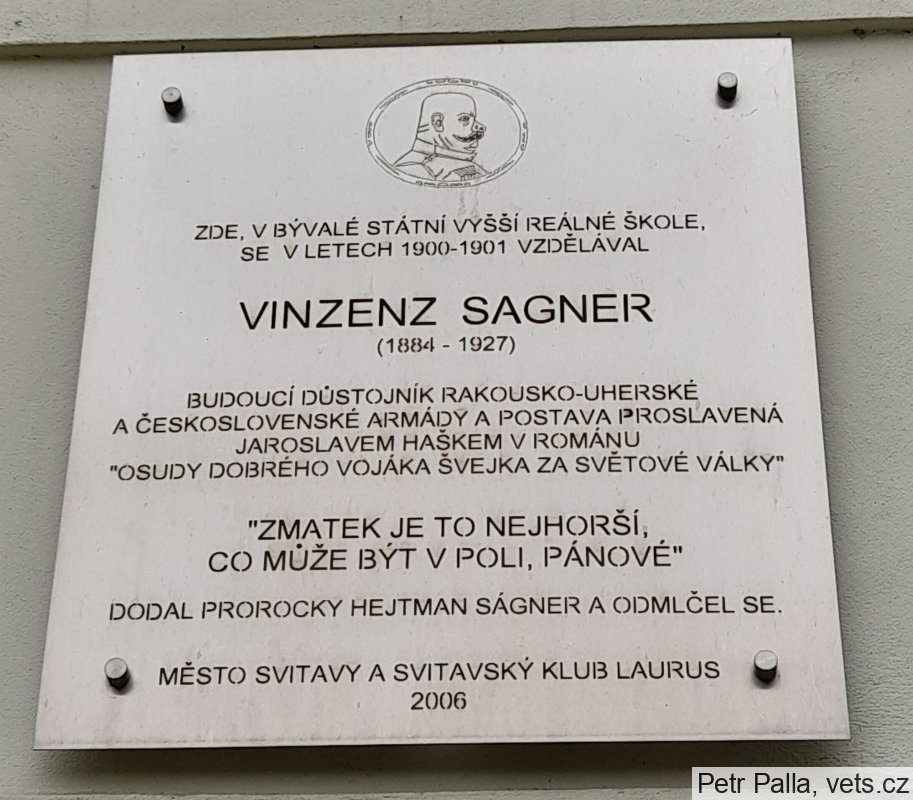 ZDE, V BÝVALÉ STÁTNÍ VYŠŠÍ REÁLNÉ ŠKOLE,
SE V LETECH 1900-1901 VZDĚLÁVAL
VINZENZ SAGNER
(1884 - 1927)
BUDOUCÍ DŮSTOJNÍK RAKOUSKO-UHERSKÉ
A ČESKOSLOVENSKÉ ARMÁDY A POSTAVA PROSLAVENÁ
JAROSLAVEM HAŠKEM V ROMÁNU
"OSUDY DOBRÉHO VOJÁKA ŠVEJKA ZA SVĚTOVÉ VÁLKY"
"ZMATEK JE TO NEJHORŠÍ,
CO MŮŽE BÝT V POLI, PÁNOVÉ"
DODAL PROROCKY HEJTMAN SÁGNER A ODMLČEL SE.
MĚSTO SVITAVY A SVITAVSKÝ KLUB LAURUS
2006
Petr Palla, vets.cz